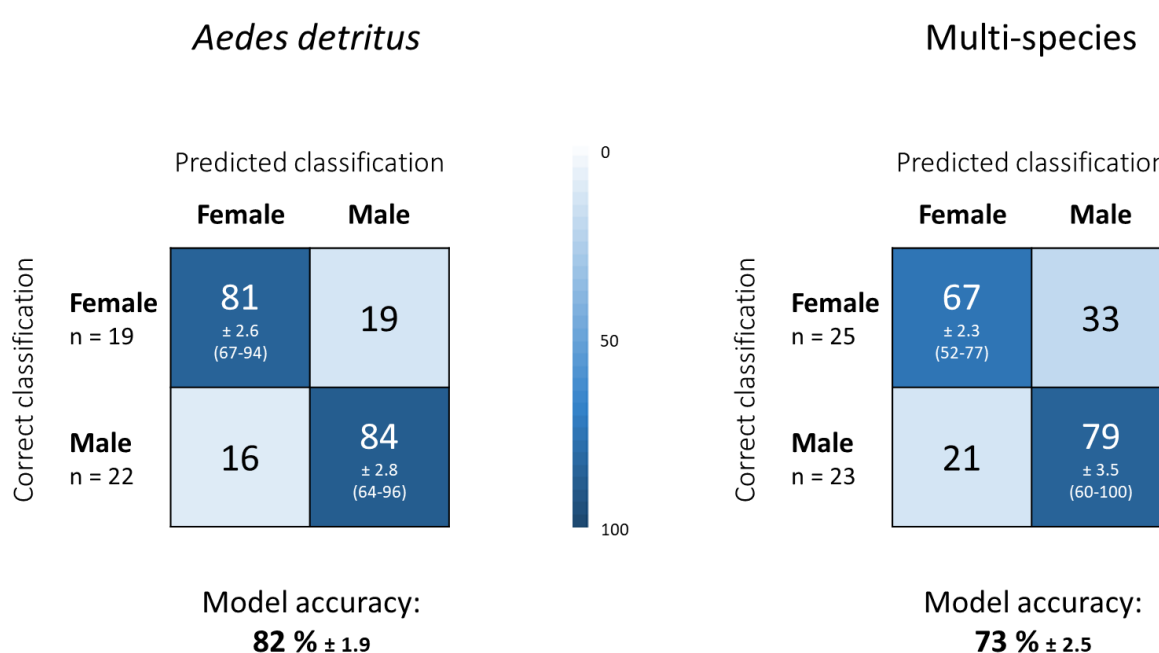 Aedes detritus
Predicted classification
Female Male
Correct classification
Female
n = 19
81
± 2.6
(67-94)
19
Male
n = 22
16
84
± 2.8
(64-96)
Model accuracy:
82 % ± 1.9
0
50
100
Multi-species
Predicted classification
Female Male
Correct classification
Female
n = 25
67
± 2.3
(52-77)
33
Male
n = 23
21
79
± 3.5
(60-100)
Model accuracy:
73 % ± 2.5